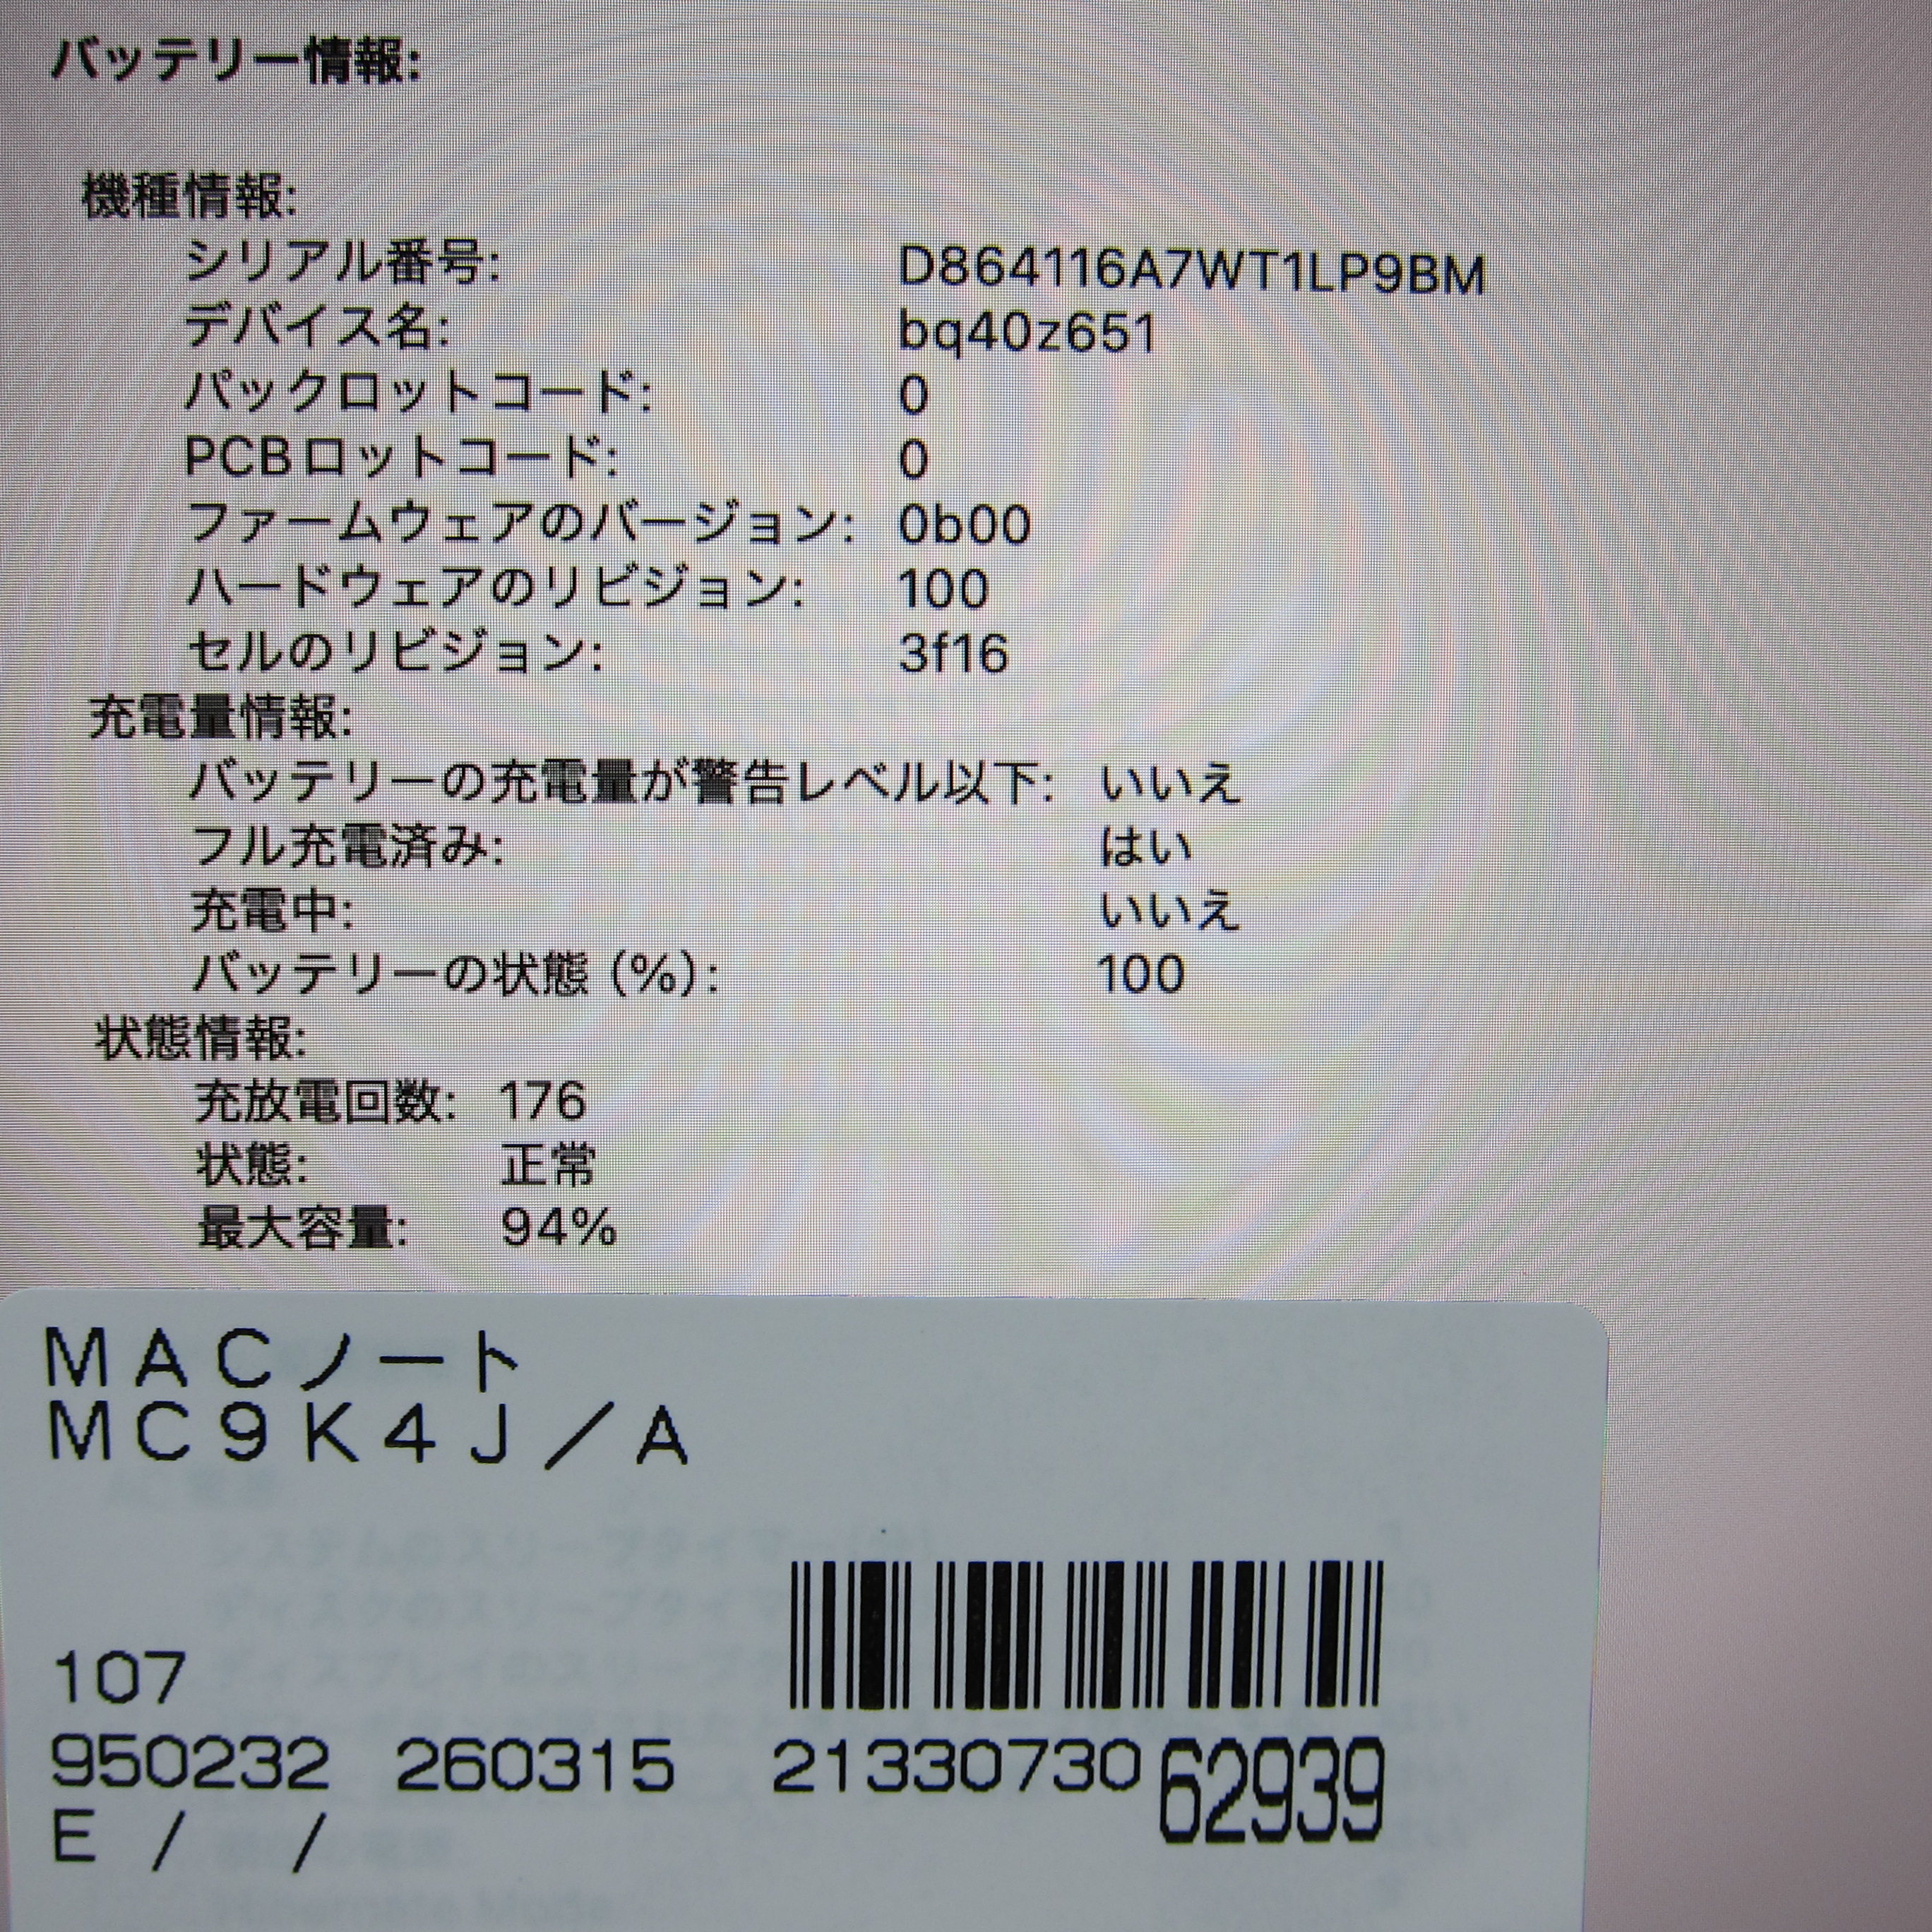 バッテリー情報:
機種情報:
シリアル番号: D864116A7WT1LP9BM
デバイス名: bq40z651
パックロットコード: 0
PCBロットコード: 0
ファームウェアのバージョン: 0b00
ハードウェアのリビジョン: 100
セルのリビジョン: 3f16
充電量情報:
バッテリーの充電量が警告レベル以下: いいえ
フル充電済み: はい
充電中: いいえ
バッテリーの状態 (%): 100
状態情報:
充放電回数: 176
状態: 正常
最大容量: 94%
MACノート
MC9K4J/A
107
950232 260315 2133073062939
E / /